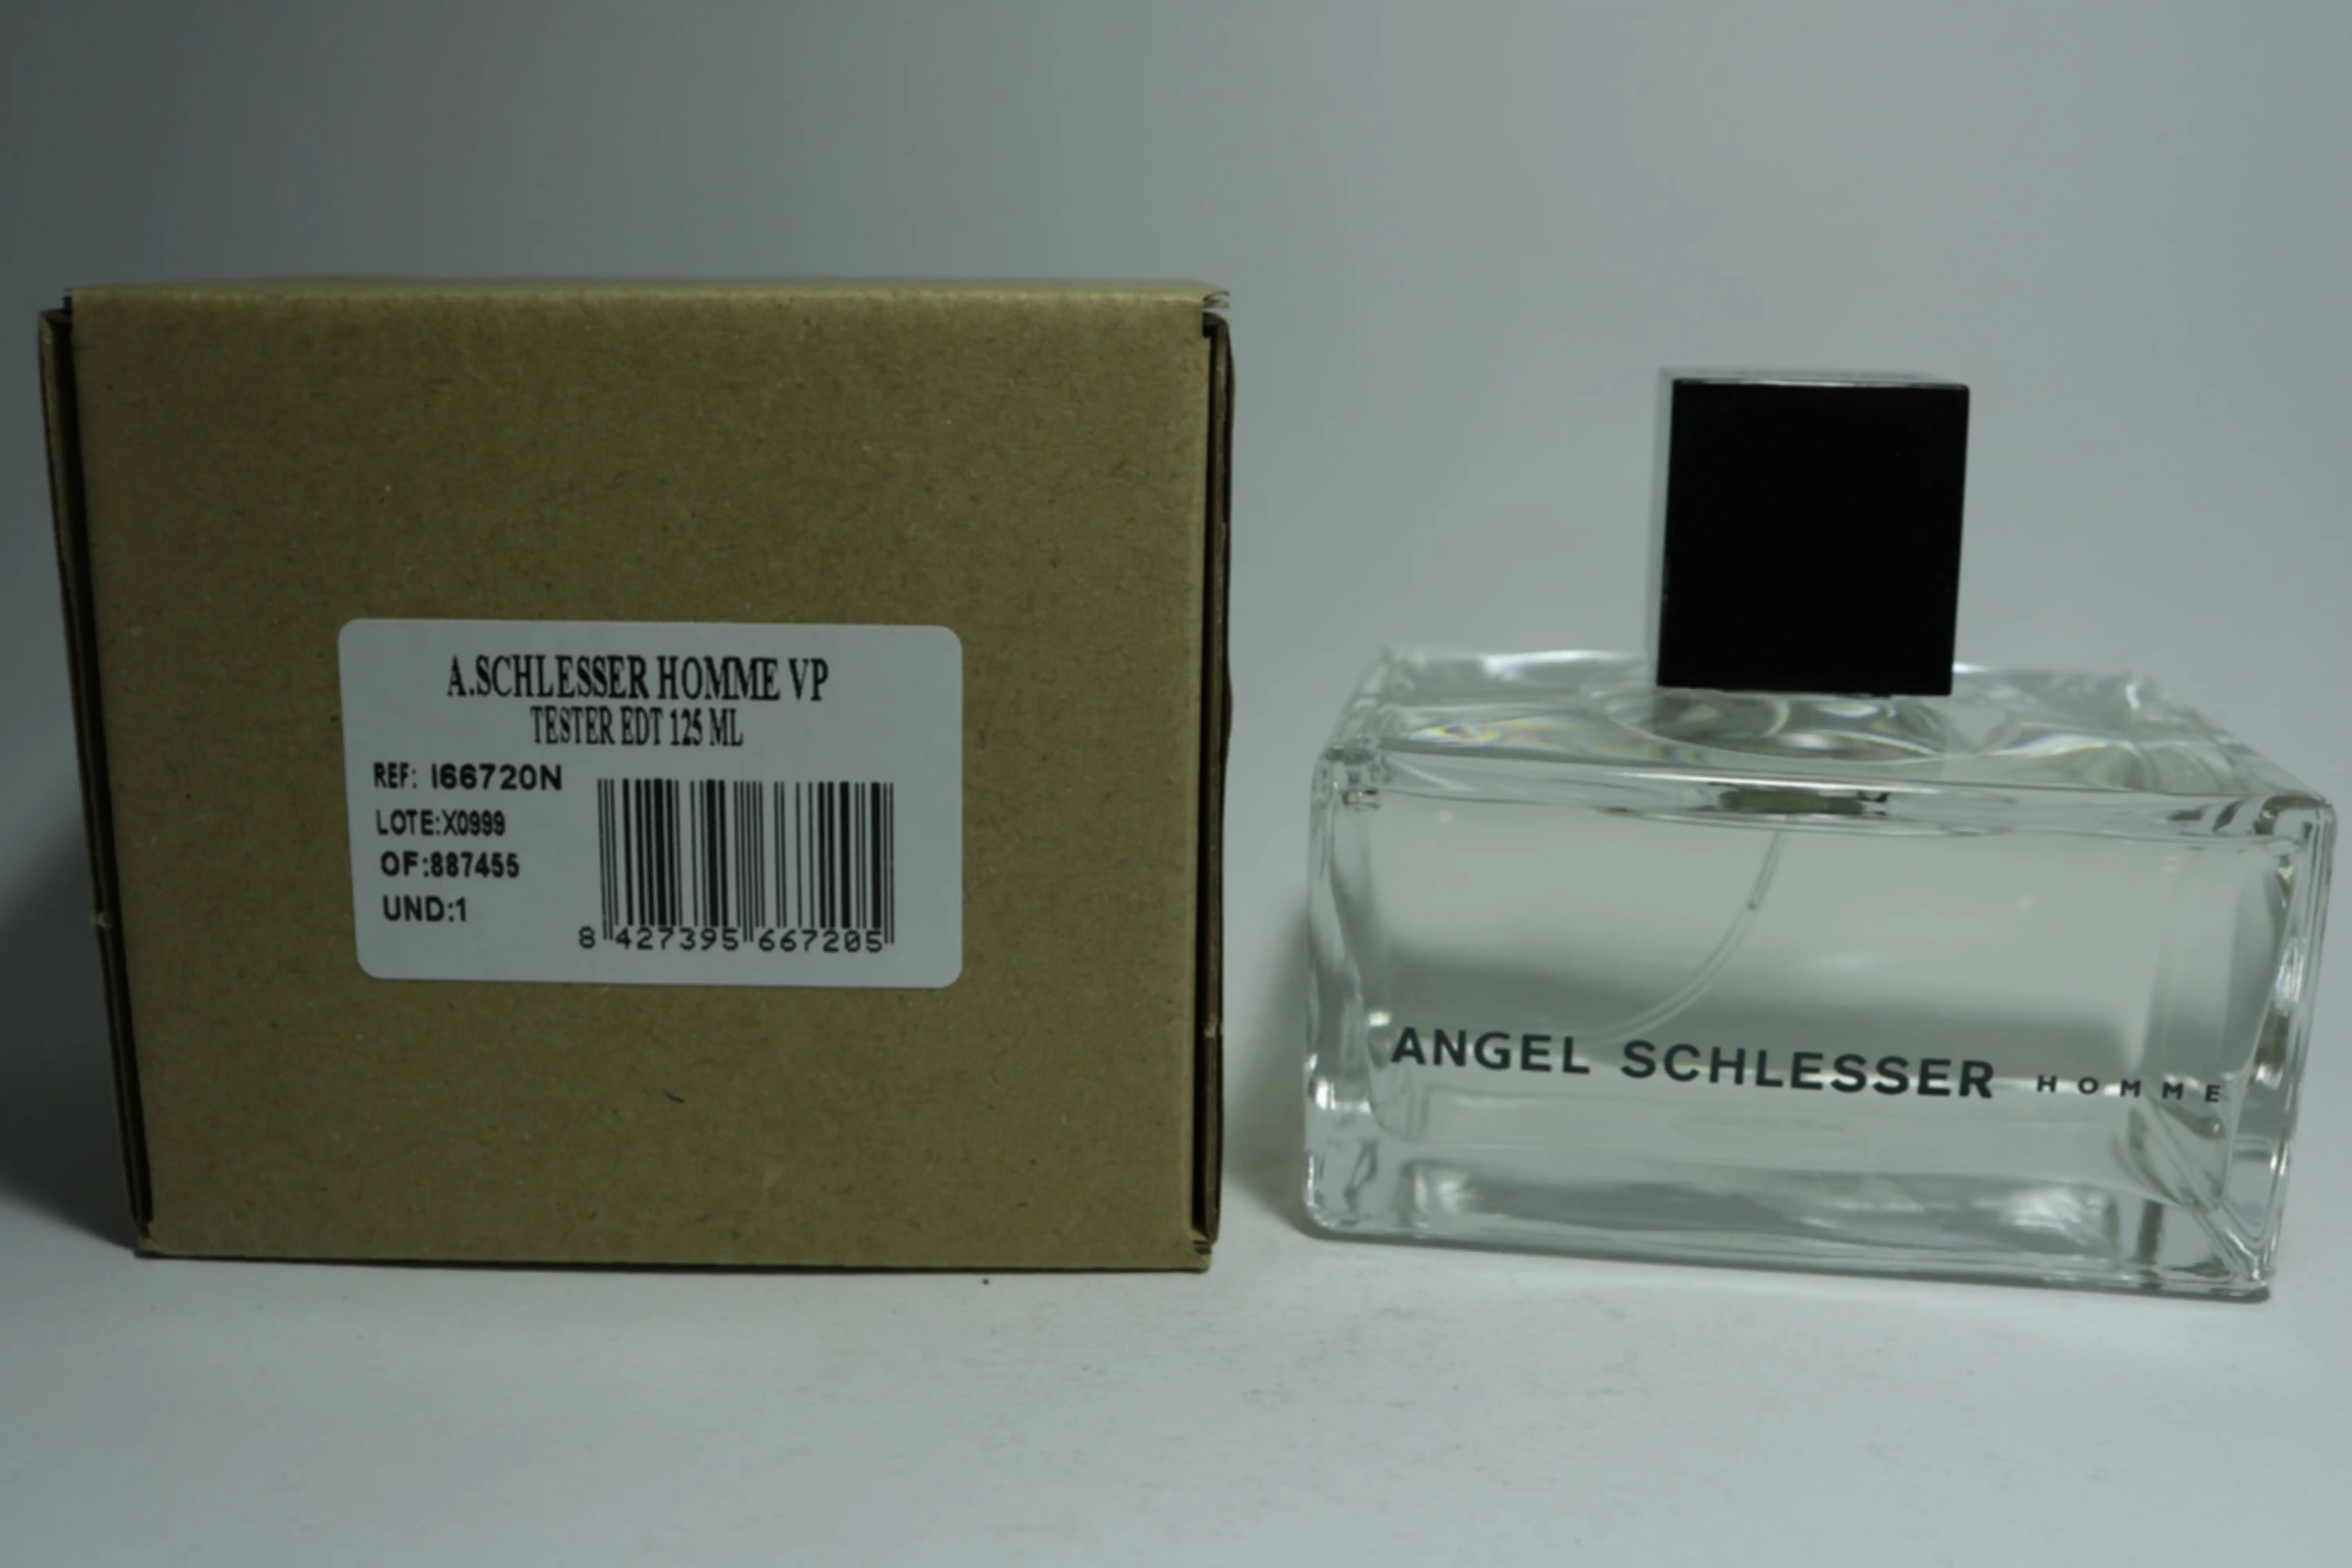 A.SCHLESSER HOMME VP
TESTER EDT 125 ML
REF: I66720N
LOTE:X0999
OF:887455
UND:1
8 427395 667205
ANGEL SCHLESSER HOMME